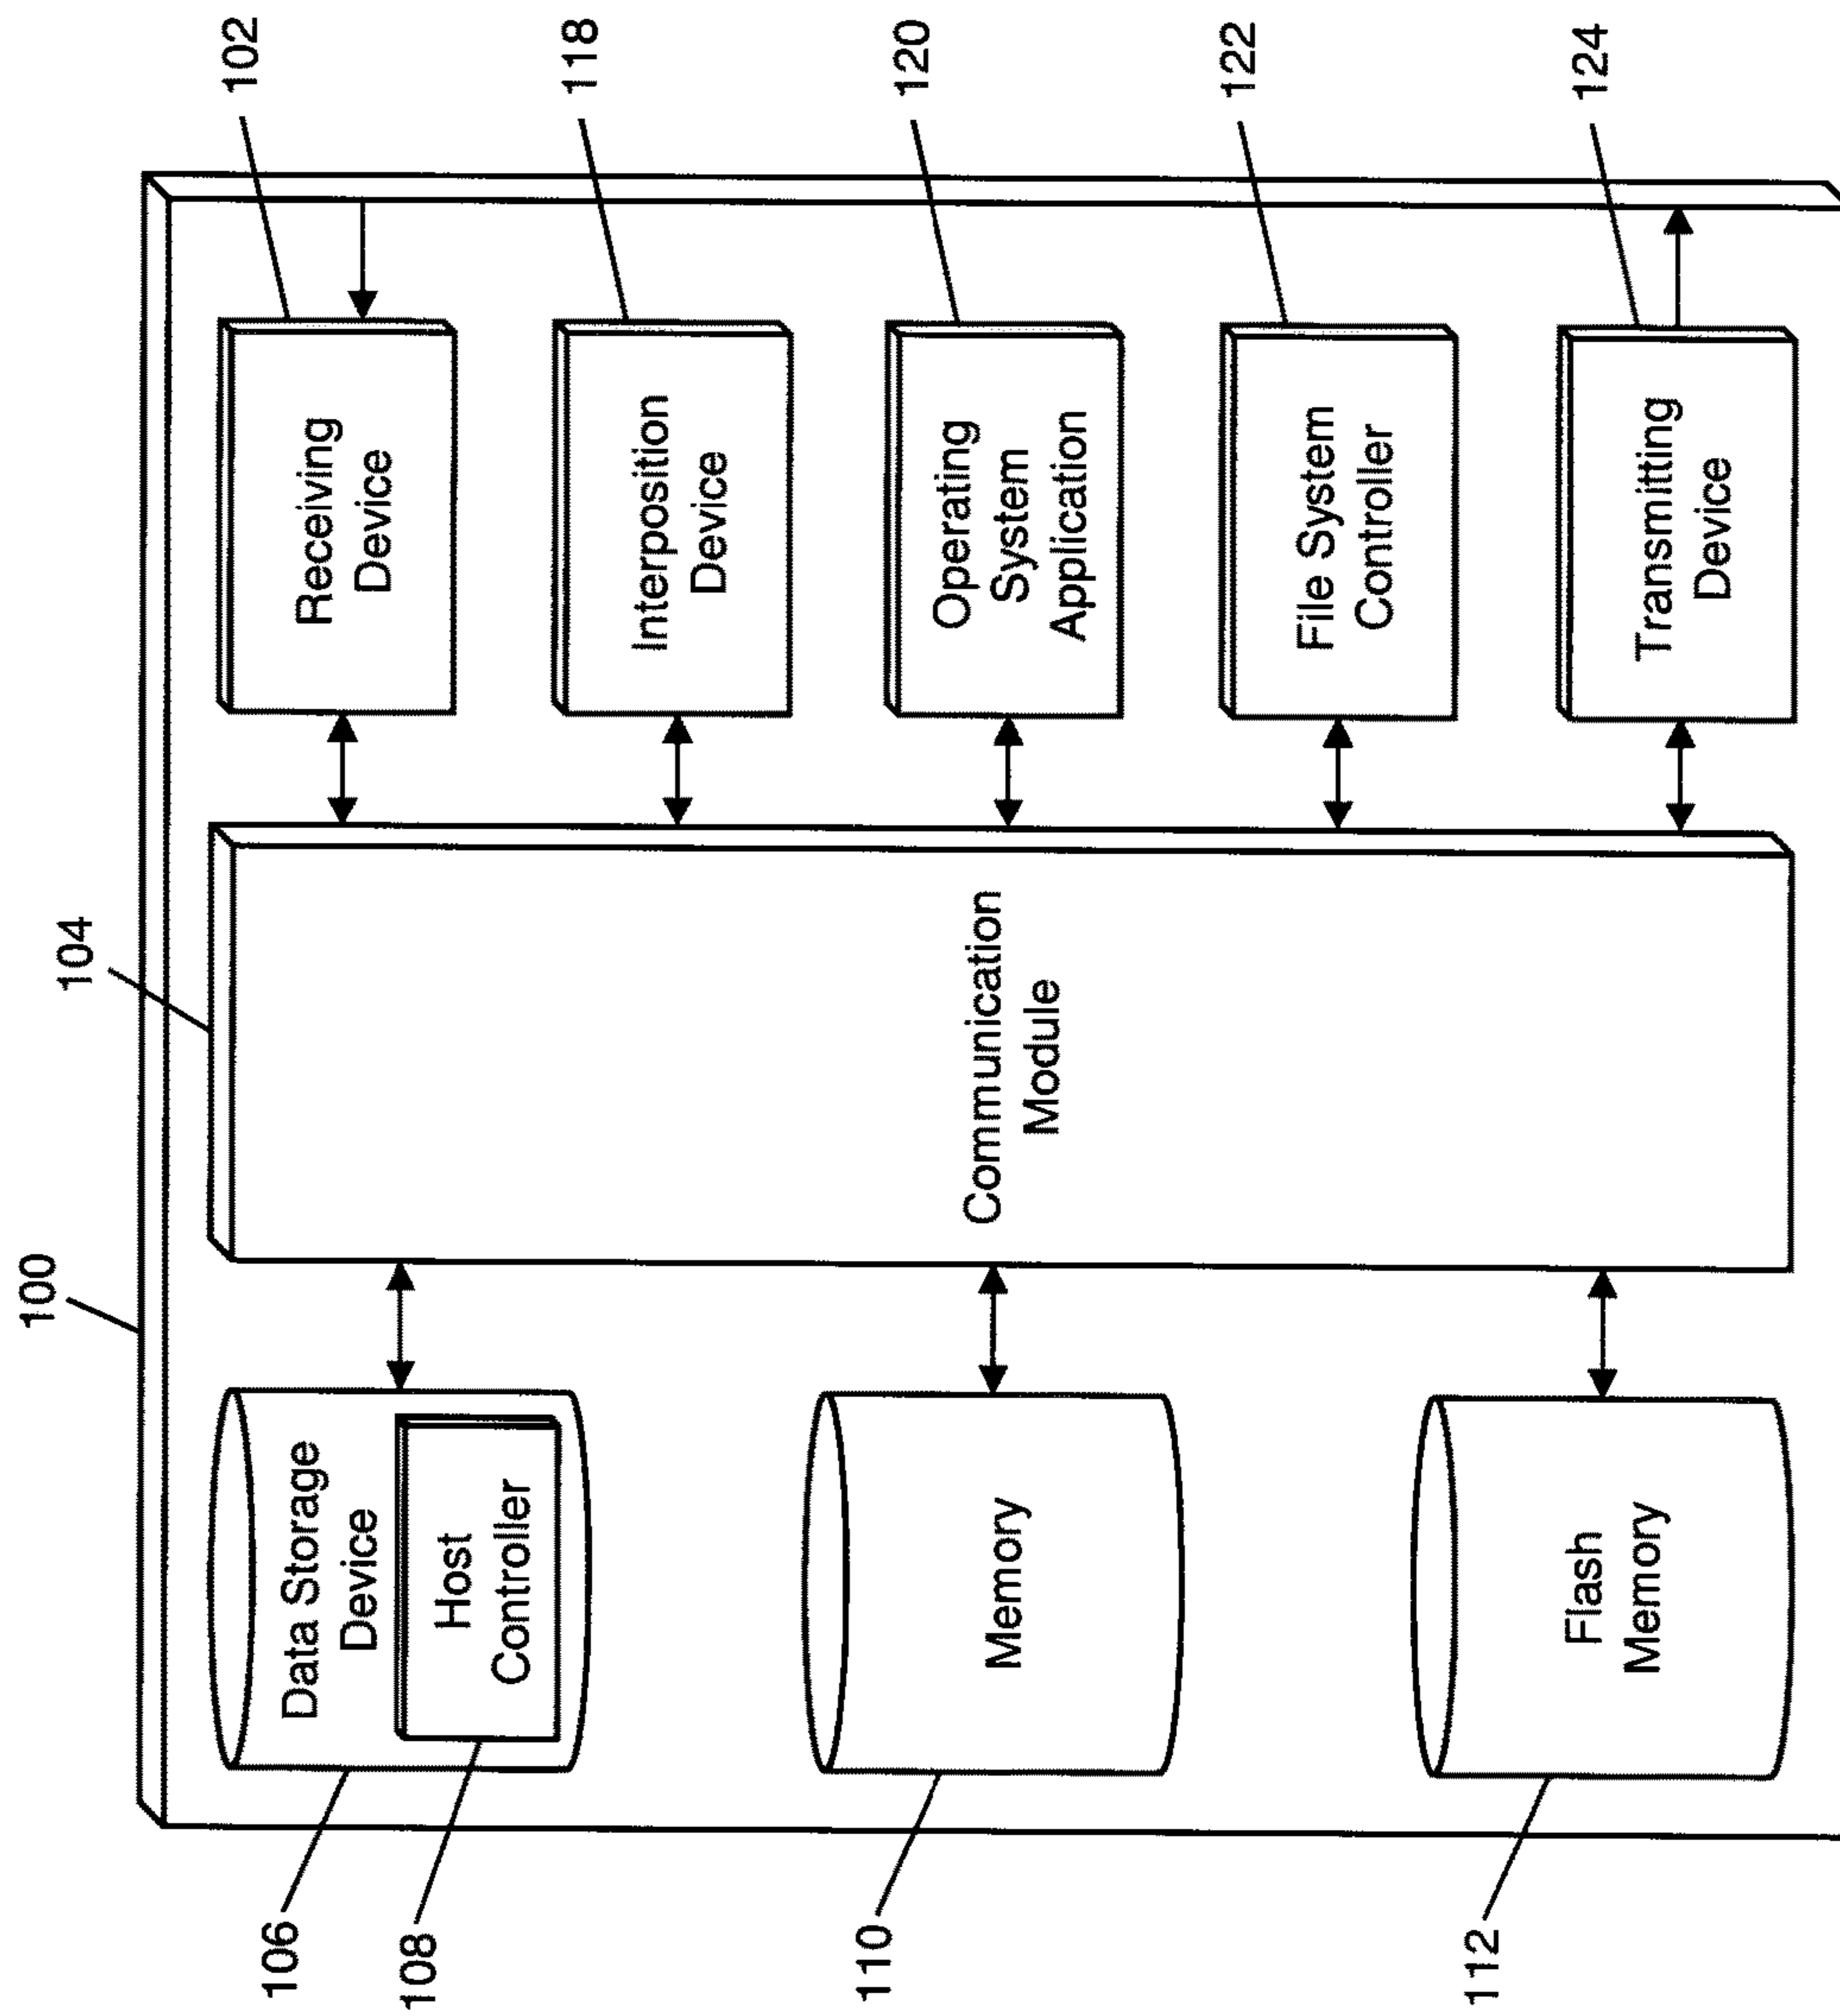 100
104
106
108
110
112
102
118
120
122
124
Data Storage
Device
Host
Controller
Memory
Flash
Memory
Communication
Module
Receiving
Device
Interposition
Device
Operating
System
Application
File System
Controller
Transmitting
Device